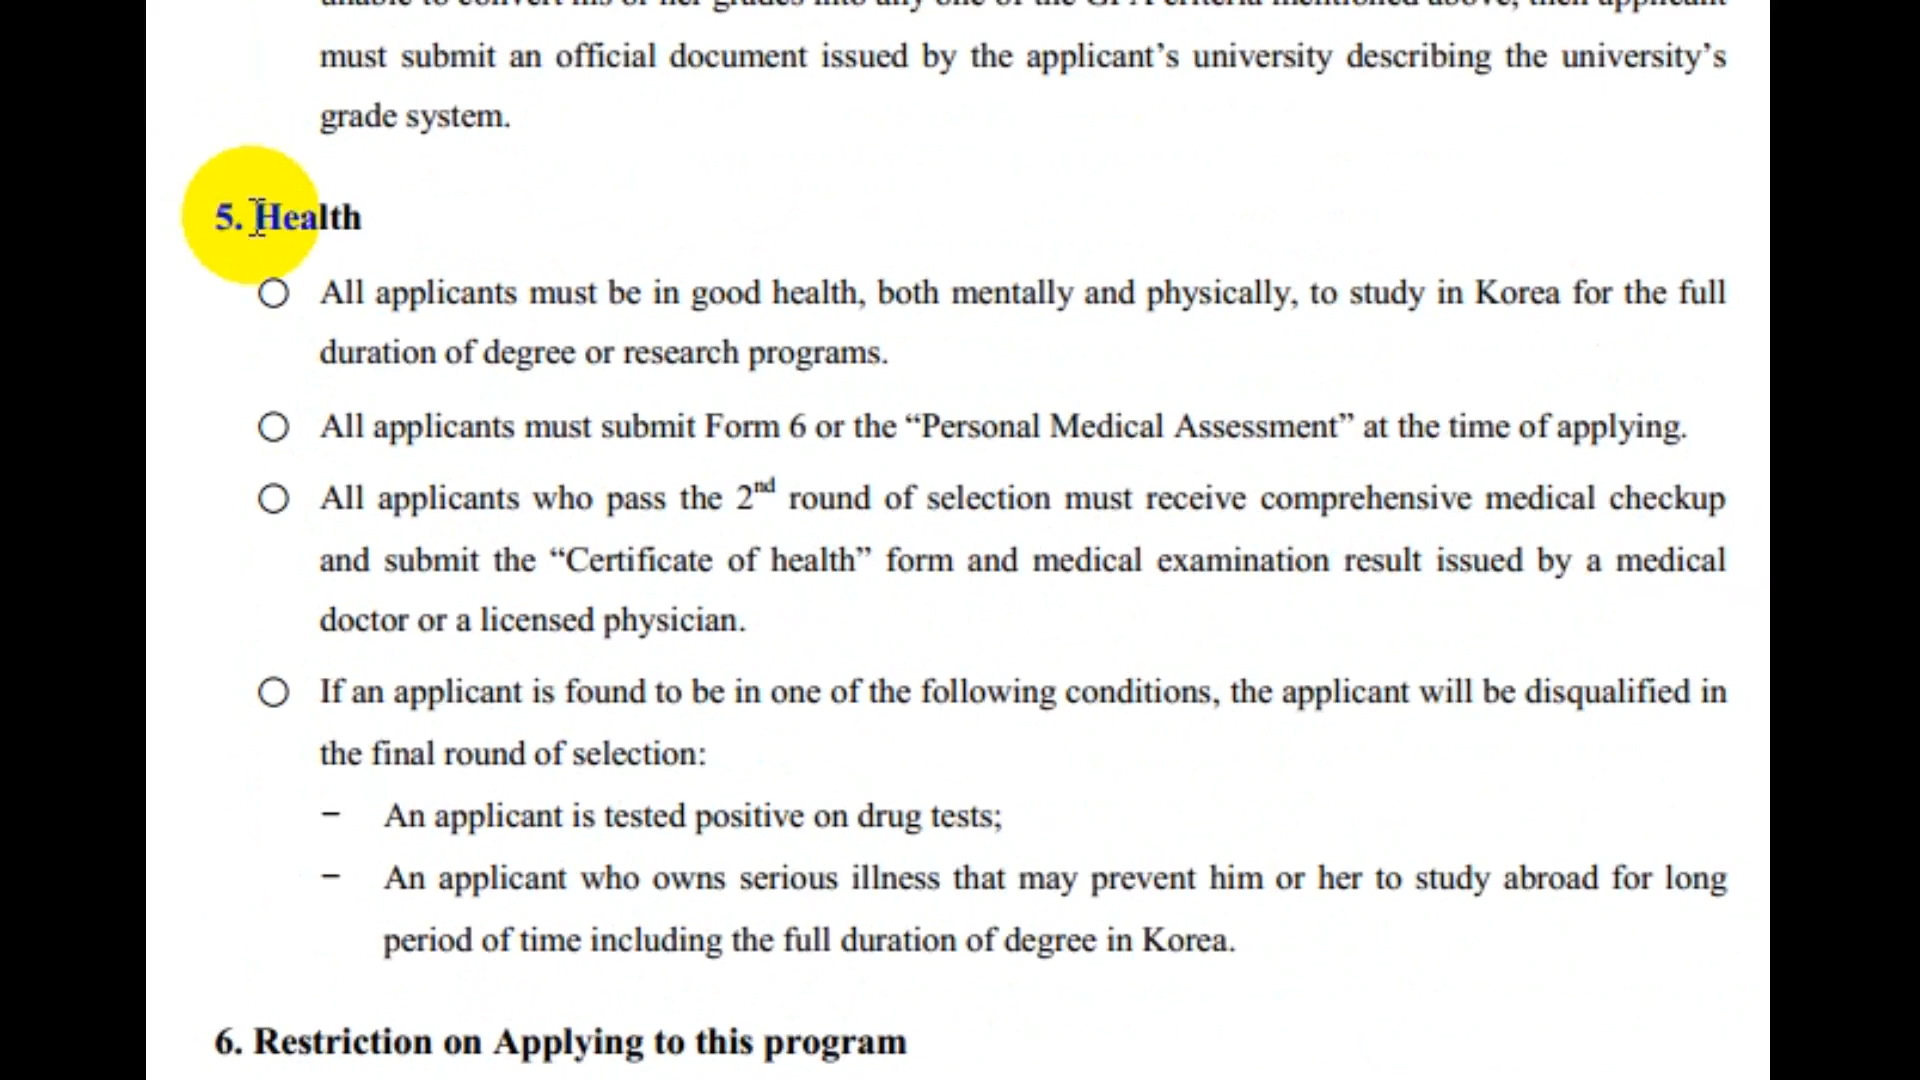 must submit an official document issued by the applicant’s university describing the university’s
grade system.
5. Health
○ All applicants must be in good health, both mentally and physically, to study in Korea for the full
duration of degree or research programs.
○ All applicants must submit Form 6 or the “Personal Medical Assessment” at the time of applying.
○ All applicants who pass the 2nd round of selection must receive comprehensive medical checkup
and submit the “Certificate of health” form and medical examination result issued by a medical
doctor or a licensed physician.
○ If an applicant is found to be in one of the following conditions, the applicant will be disqualified in
the final round of selection:
− An applicant is tested positive on drug tests;
− An applicant who owns serious illness that may prevent him or her to study abroad for long
period of time including the full duration of degree in Korea.
6. Restriction on Applying to this program